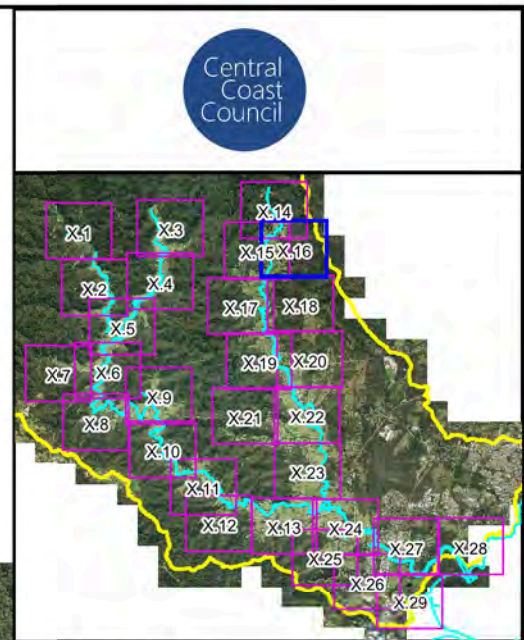 Central
Coast
Council
X.1
X.2
X.3
X.4
X.5
X.6
X.7
X.8
X.9
X.10
X.11
X.12
X.13
X.14
X.15
X.16
X.17
X.18
X.19
X.20
X.21
X.22
X.23
X.24
X.25
X.26
X.27
X.28
X.29